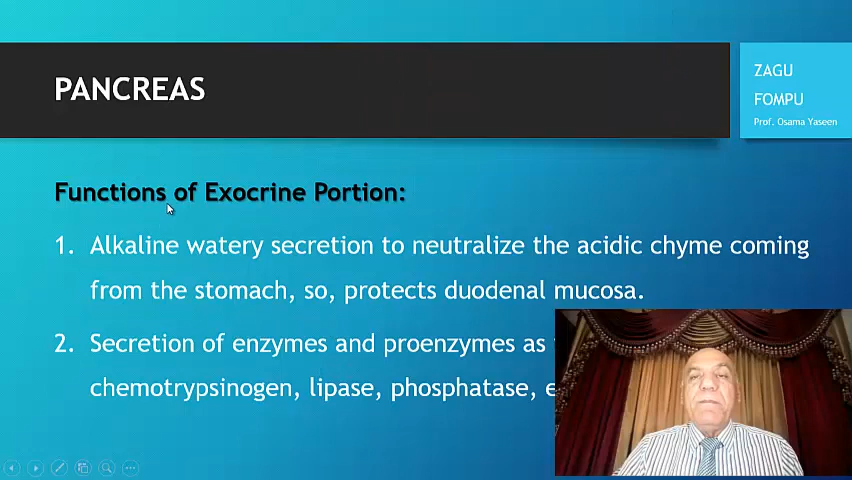 PANCREAS
ZAGU
FOMPU
Prof. Osama Yaseen
Functions of Exocrine Portion:
1. Alkaline watery secretion to neutralize the acidic chyme coming
from the stomach, so, protects duodenal mucosa.
2. Secretion of enzymes and proenzymes as
chemotrypsinogen, lipase, phosphatase,